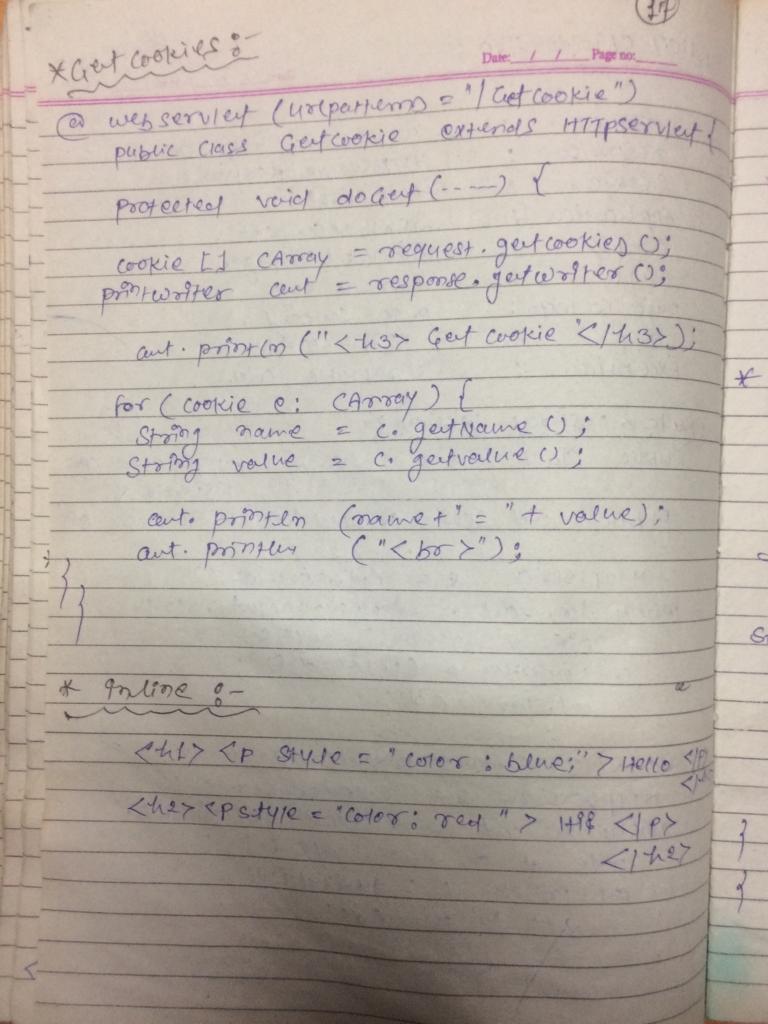 17
* Get Cookies :-
Date: / / Page no:
@ webservlet (urlpatterns = "/GetCookie")
public class GetCookie extends HTTpservlet {
protected void doGet (-----) {
cookie [] CArray = request.getcookies ();
printwriter out = response.getwriter ();
out.println ("<h3> Get Cookie "</h3>);
for ( cookie c: CArray ) {
String name = c.getName ();
String value = c.getvalue ();
out.println (name+" = "+ value);
out.println ("<br>");
}
}
* Inline :-
<h1> <p style = "color : blue;" > Hello </p>
<h2> <p style = "color: red " > Hi </p>
</h2>